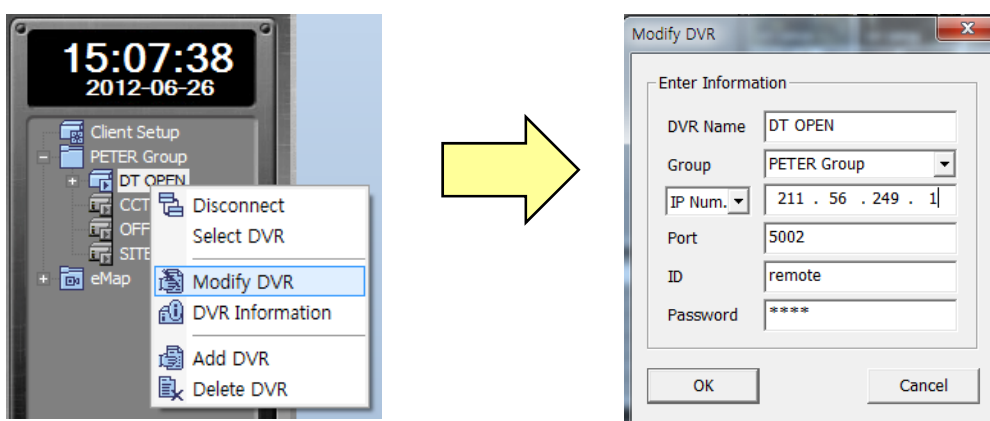 15:07:38
2012-06-26
Client Setup
PETER Group
DT OPEN
CCT
OFF
SITE
eMap
Disconnect
Select DVR
Modify DVR
DVR Information
Add DVR
Delete DVR
Modify DVR
Enter Information
DVR Name DT OPEN
Group PETER Group
IP Num. 211 . 56 . 249 . 1
Port 5002
ID remote
Password ****
OK Cancel